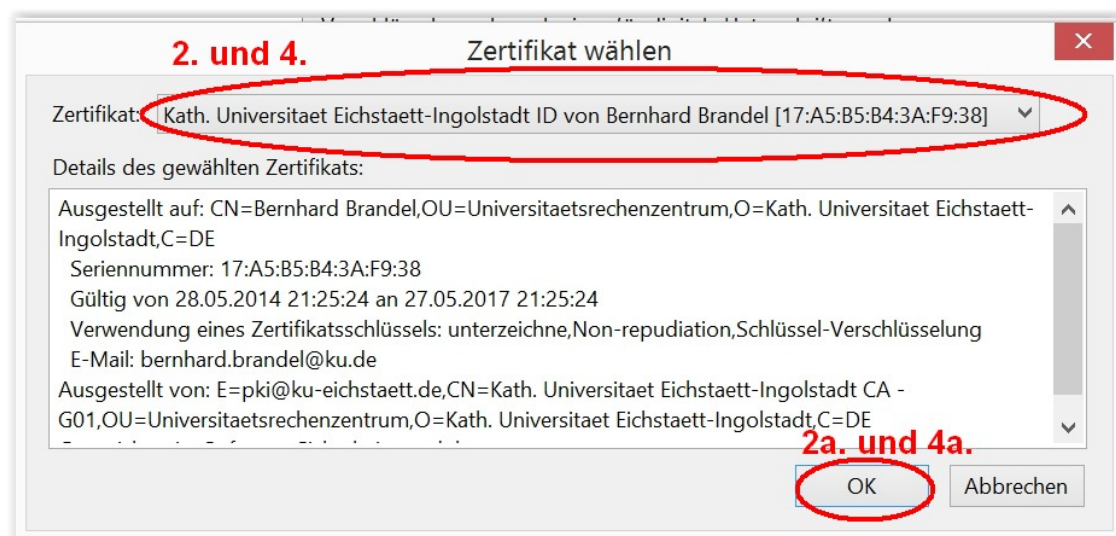 2. und 4.
Zertifikat wählen
Zertifikat: Kath. Universitaet Eichstaett-Ingolstadt ID von Bernhard Brandel [17:A5:B5:B4:3A:F9:38]
Details des gewählten Zertifikats:
Ausgestellt auf: CN=Bernhard Brandel,OU=Universitaetsrechenzentrum,O=Kath. Universitaet Eichstaett-
Ingolstadt,C=DE
Seriennummer: 17:A5:B5:B4:3A:F9:38
Gültig von 28.05.2014 21:25:24 an 27.05.2017 21:25:24
Verwendung eines Zertifikatsschlüssels: unterzeichne,Non-repudiation,Schlüssel-Verschlüsselung
E-Mail: bernhard.brandel@ku.de
Ausgestellt von: E=pki@ku-eichstaett.de,CN=Kath. Universitaet Eichstaett-Ingolstadt CA -
G01,OU=Universitaetsrechenzentrum,O=Kath. Universitaet Eichstaett-Ingolstadt,C=DE
2a. und 4a.
OK Abbrechen